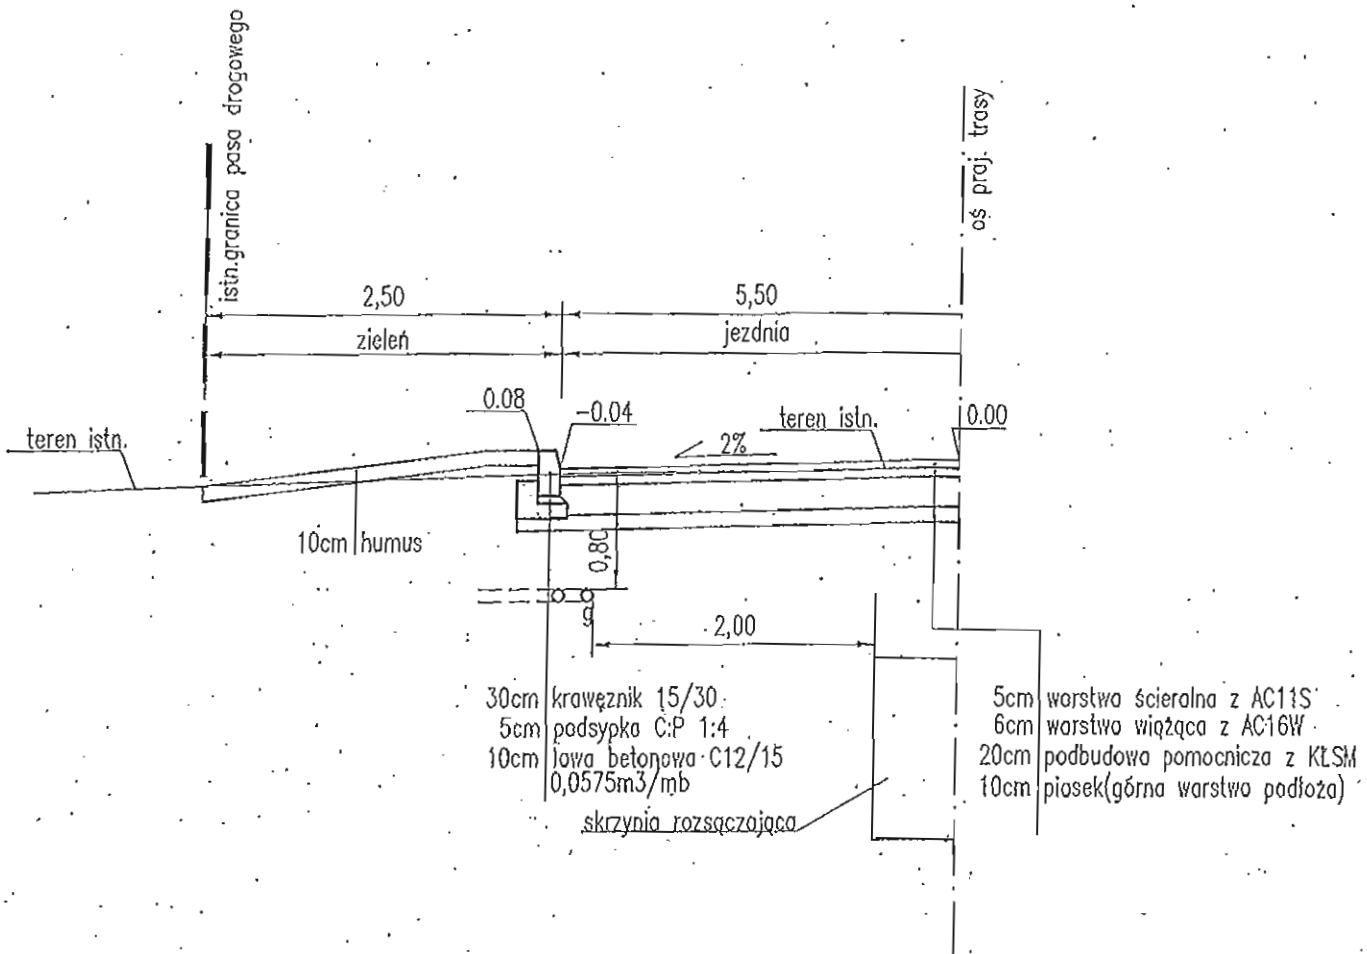 istn.granica pasa drogowego
oś proj. trasy
2,50
5,50
zieleń
jezdnia
0.08
-0.04
teren istn.
0.00
teren istn.
2%
10cm humus
0,80
g
2,00
30cm krawężnik 15/30
5cm podsypka C:P 1:4
10cm ława betonowa C12/15
0,0575m3/mb
skrzynia rozsączająca
5cm warstwa ścieralna z AC11S
6cm warstwa wiążąca z AC16W
20cm podbudowa pomocnicza z KŁSM
10cm piasek(górna warstwa podłoża)